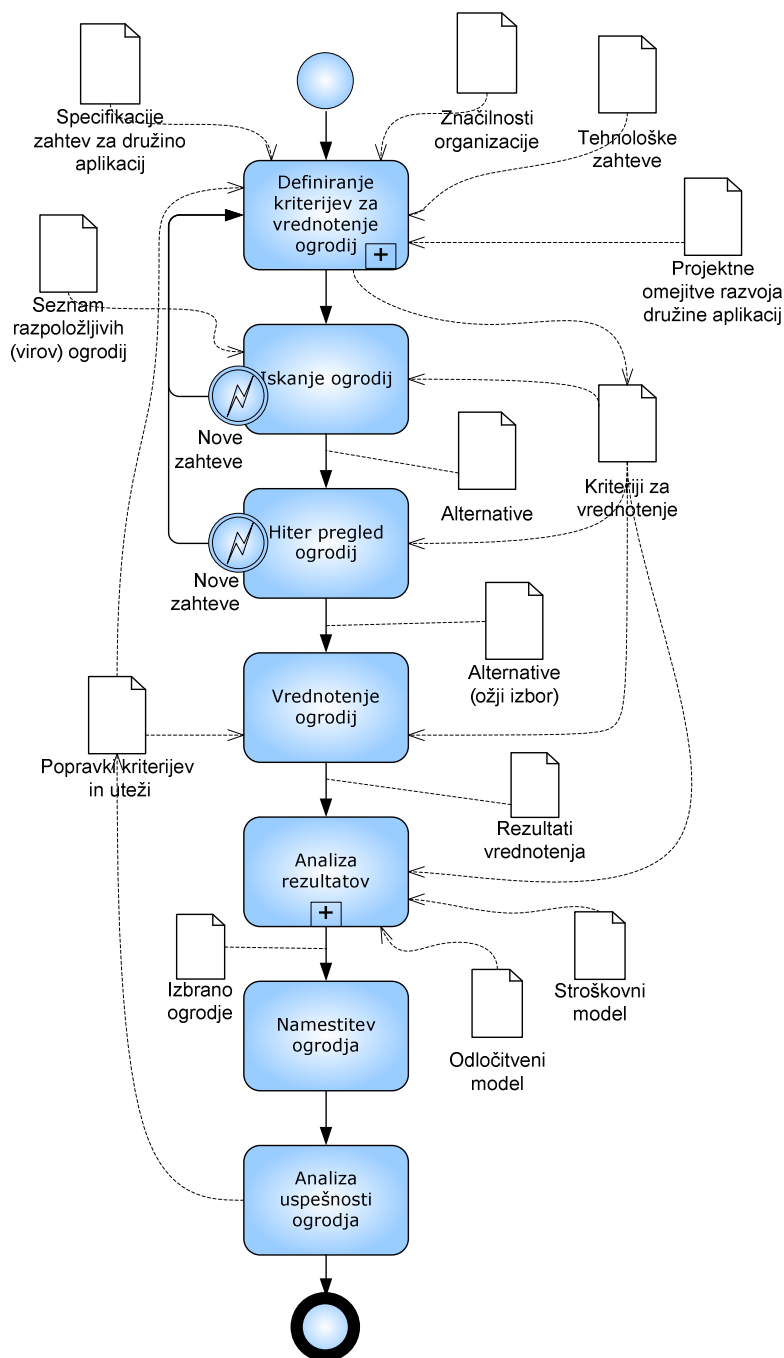 Specifikacije
zahtev za družino
aplikacij
Značilnosti
organizacije
Tehnološke
zahteve
Definiranje
kriterijev za
vrednotenje
ogrodij
+
Projektne
omejitve razvoja
družine aplikacij
Seznam
razpoložljivih
(virov) ogrodij
Iskanje ogrodij
Nove
zahteve
Alternative
Kriteriji za
vrednotenje
Hiter pregled
ogrodij
Nove
zahteve
Alternative
(ožji izbor)
Vrednotenje
ogrodij
Popravki kriterijev
in uteži
Rezultati
vrednotenja
Analiza
rezultatov
+
Izbrano
ogrodje
Stroškovni
model
Odločitveni
model
Namestitev
ogrodja
Analiza
uspešnosti
ogrodja